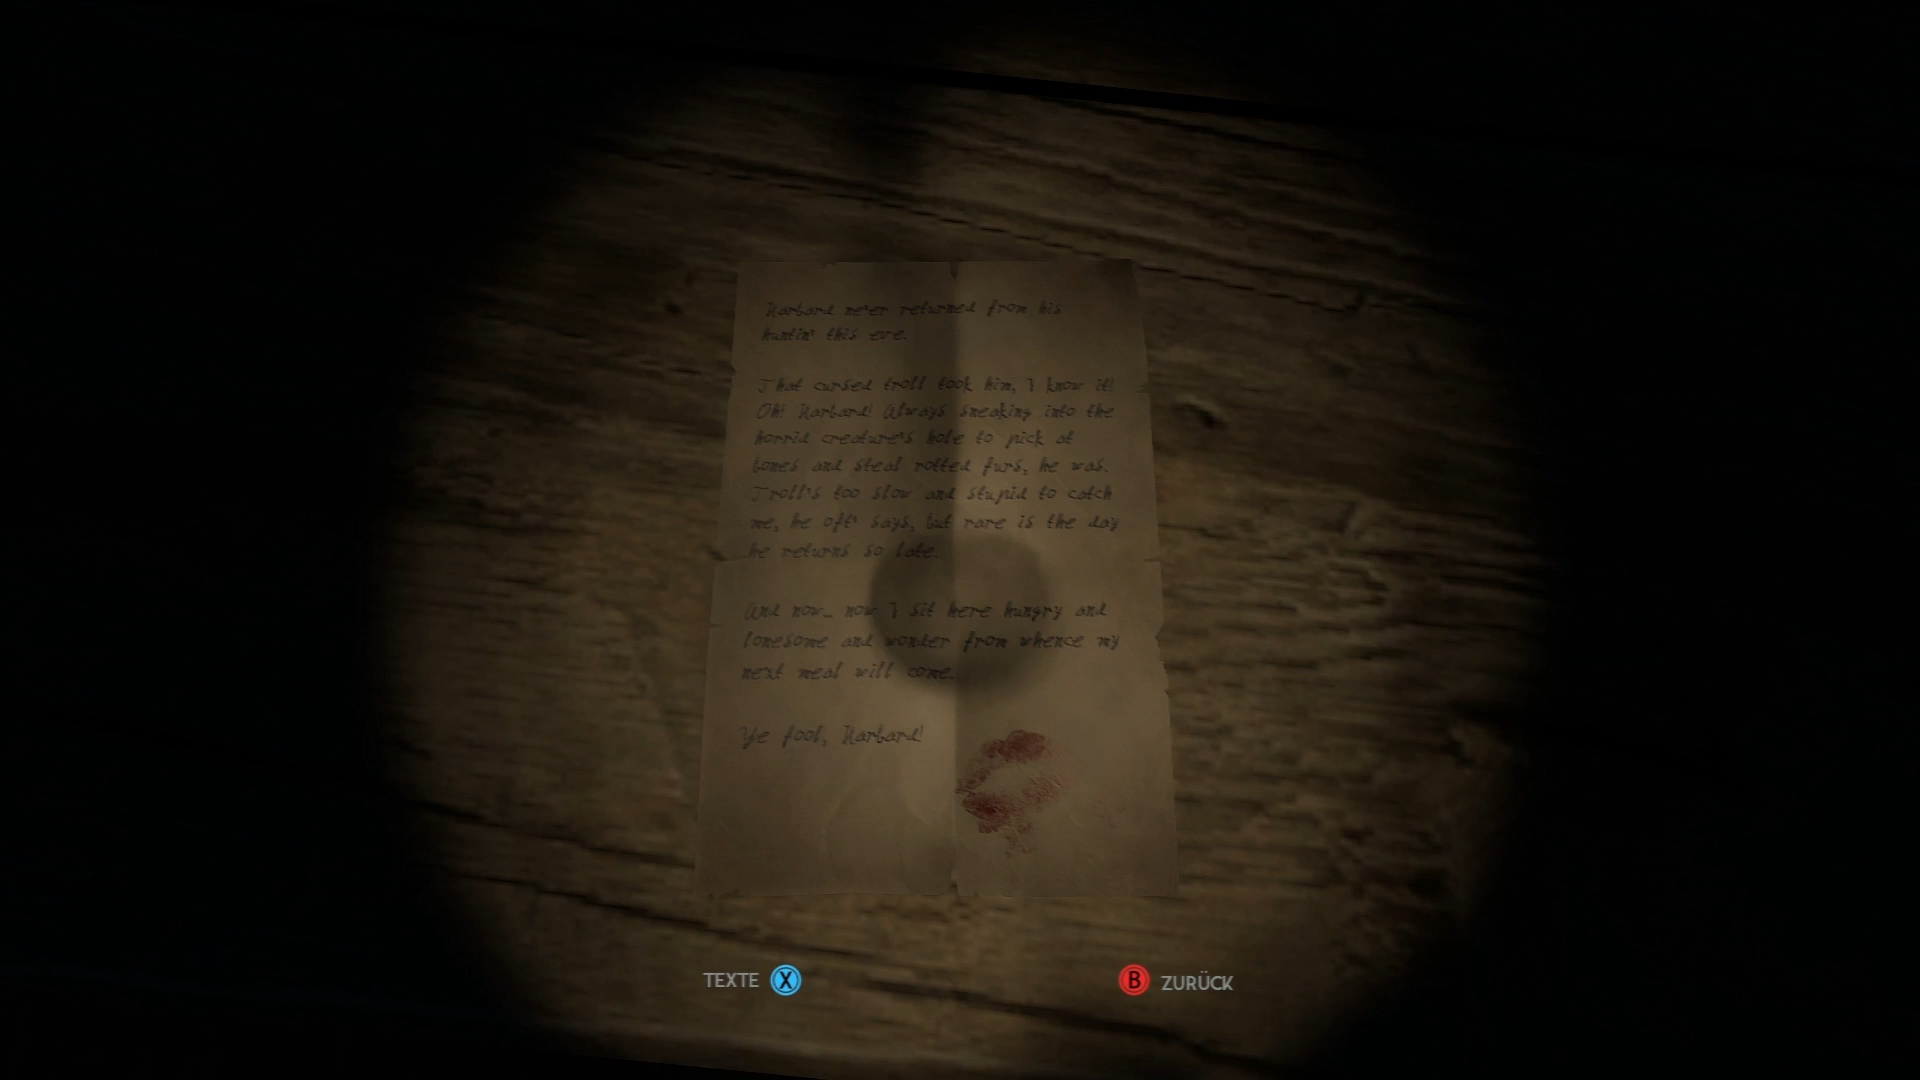 Harbard ne'er returned from his
huntin' this eve.
That cursed troll took him, I know it!
Oh! Harbard! Always sneaking into the
horrid creature's hole to pick at
bones and steal rotted furs, he was.
Troll's too slow and stupid to catch
me, he oft' says, but rare is the day
he returns so late.
And now... now I sit here hungry and
lonesome and wonder from whence my
next meal will come.
Ye fool, Harbard!
TEXTE X
B ZURÜCK